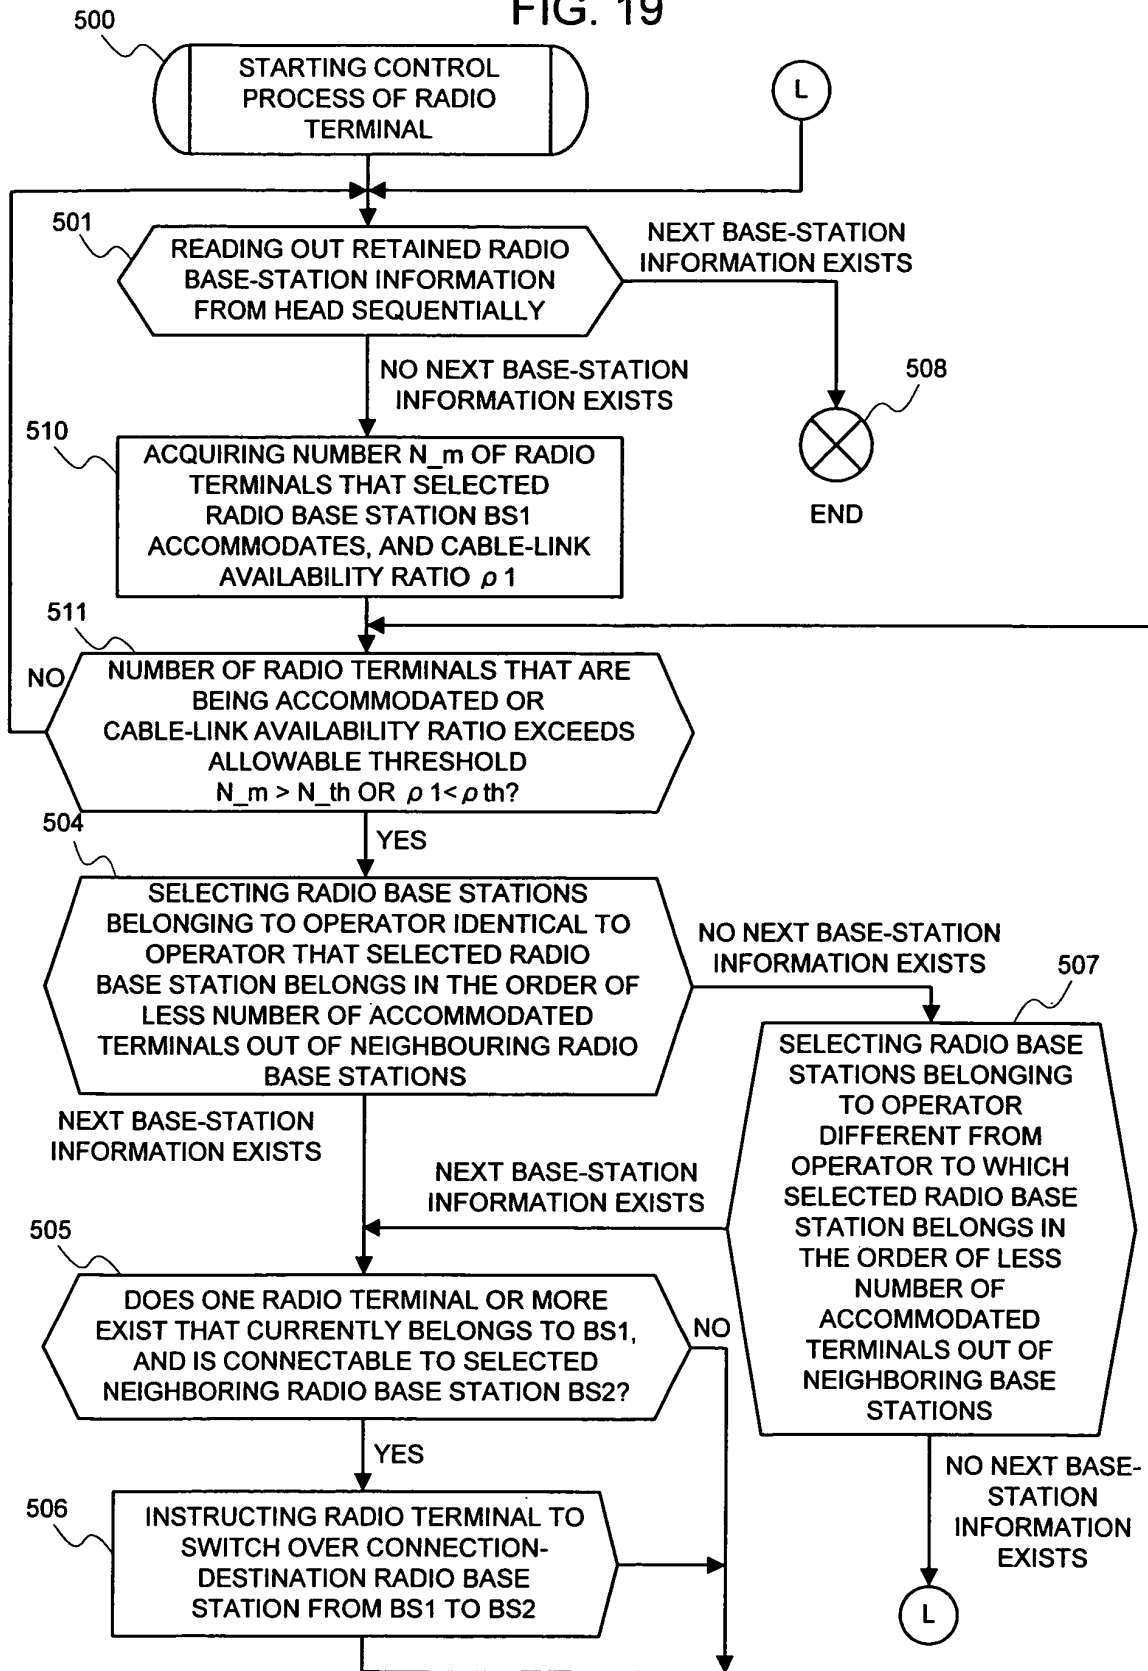 FIG. 19
500
STARTING CONTROL
PROCESS OF RADIO
TERMINAL
L
501
READING OUT RETAINED RADIO
BASE-STATION INFORMATION
FROM HEAD SEQUENTIALLY
NEXT BASE-STATION
INFORMATION EXISTS
NO NEXT BASE-STATION
INFORMATION EXISTS
508
END
510
ACQUIRING NUMBER N_m OF RADIO
TERMINALS THAT SELECTED
RADIO BASE STATION BS1
ACCOMMODATES, AND CABLE-LINK
AVAILABILITY RATIO ρ 1
511
NO
NUMBER OF RADIO TERMINALS THAT ARE
BEING ACCOMMODATED OR
CABLE-LINK AVAILABILITY RATIO EXCEEDS
ALLOWABLE THRESHOLD
N_m > N_th OR ρ 1< ρ th?
YES
504
SELECTING RADIO BASE STATIONS
BELONGING TO OPERATOR IDENTICAL TO
OPERATOR THAT SELECTED RADIO
BASE STATION BELONGS IN THE ORDER OF
LESS NUMBER OF ACCOMMODATED
TERMINALS OUT OF NEIGHBOURING RADIO
BASE STATIONS
NO NEXT BASE-STATION
INFORMATION EXISTS
507
SELECTING RADIO BASE
STATIONS BELONGING
TO OPERATOR
DIFFERENT FROM
OPERATOR TO WHICH
SELECTED RADIO BASE
STATION BELONGS IN
THE ORDER OF LESS
NUMBER OF
ACCOMMODATED
TERMINALS OUT OF
NEIGHBORING BASE
STATIONS
NEXT BASE-STATION
INFORMATION EXISTS
NEXT BASE-STATION
INFORMATION EXISTS
505
DOES ONE RADIO TERMINAL OR MORE
EXIST THAT CURRENTLY BELONGS TO BS1,
AND IS CONNECTABLE TO SELECTED
NEIGHBORING RADIO BASE STATION BS2?
NO
YES
506
INSTRUCTING RADIO TERMINAL TO
SWITCH OVER CONNECTION-
DESTINATION RADIO BASE
STATION FROM BS1 TO BS2
NO NEXT BASE-
STATION
INFORMATION
EXISTS
L